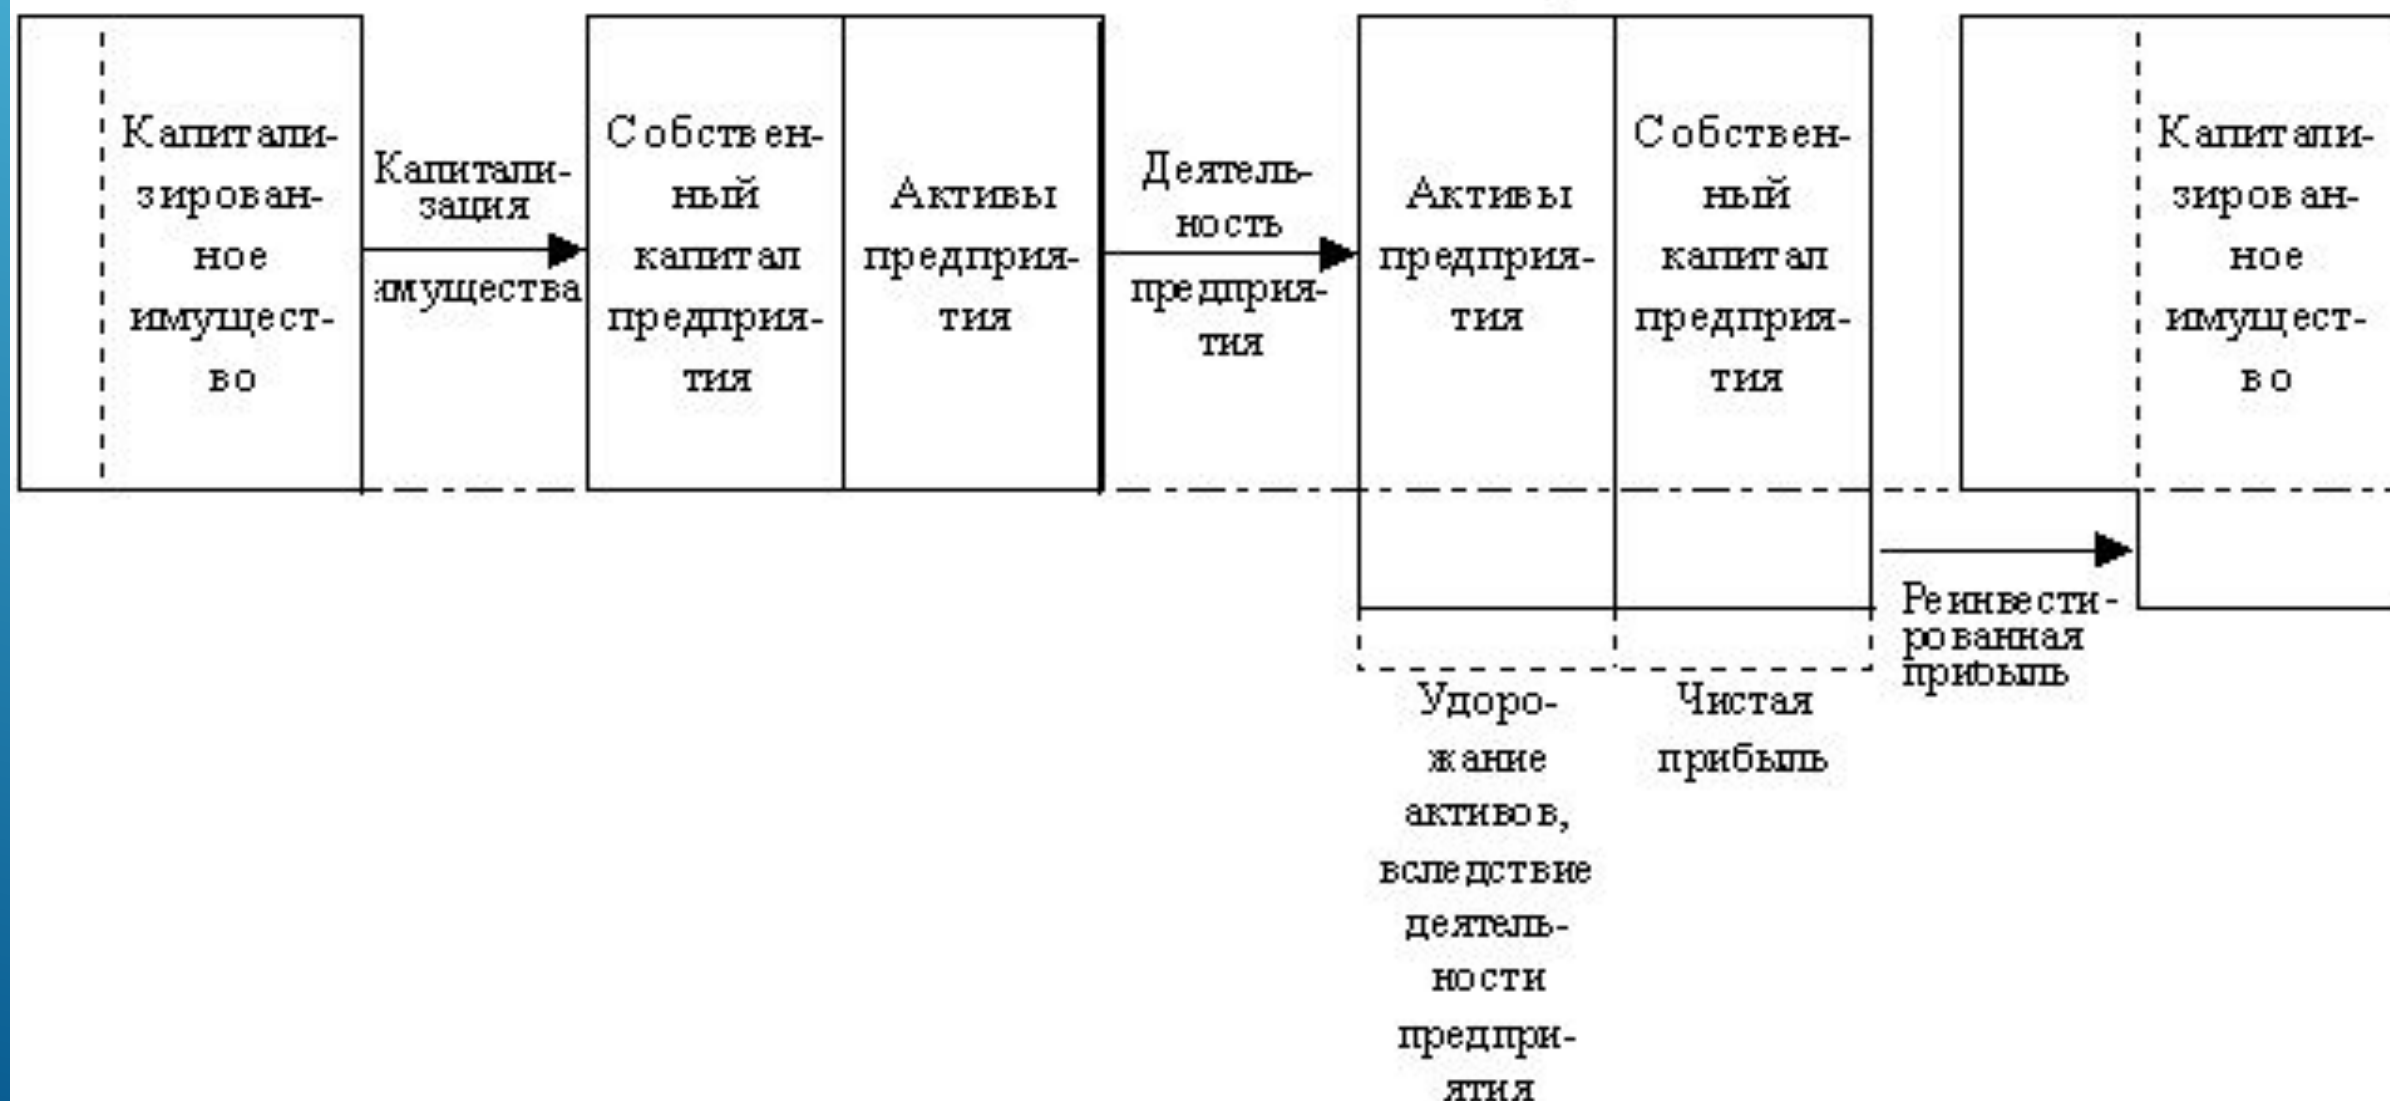 Капитали-
зирован-
ное
имущест-
во
Капитали-
зация
имущества
Собствен-
ный
капитал
предприя-
тия
Активы
предприя-
тия
Деятель-
ность
предприя-
тия
Активы
предприя-
тия
Собствен-
ный
капитал
предприя-
тия
Капитали-
зирован-
ное
имущест-
во
Реинвести-
рованная
прибыль
Удоро-
жание
активов,
вследствие
деятель-
ности
предпри-
ятия
Чистая
прибыль